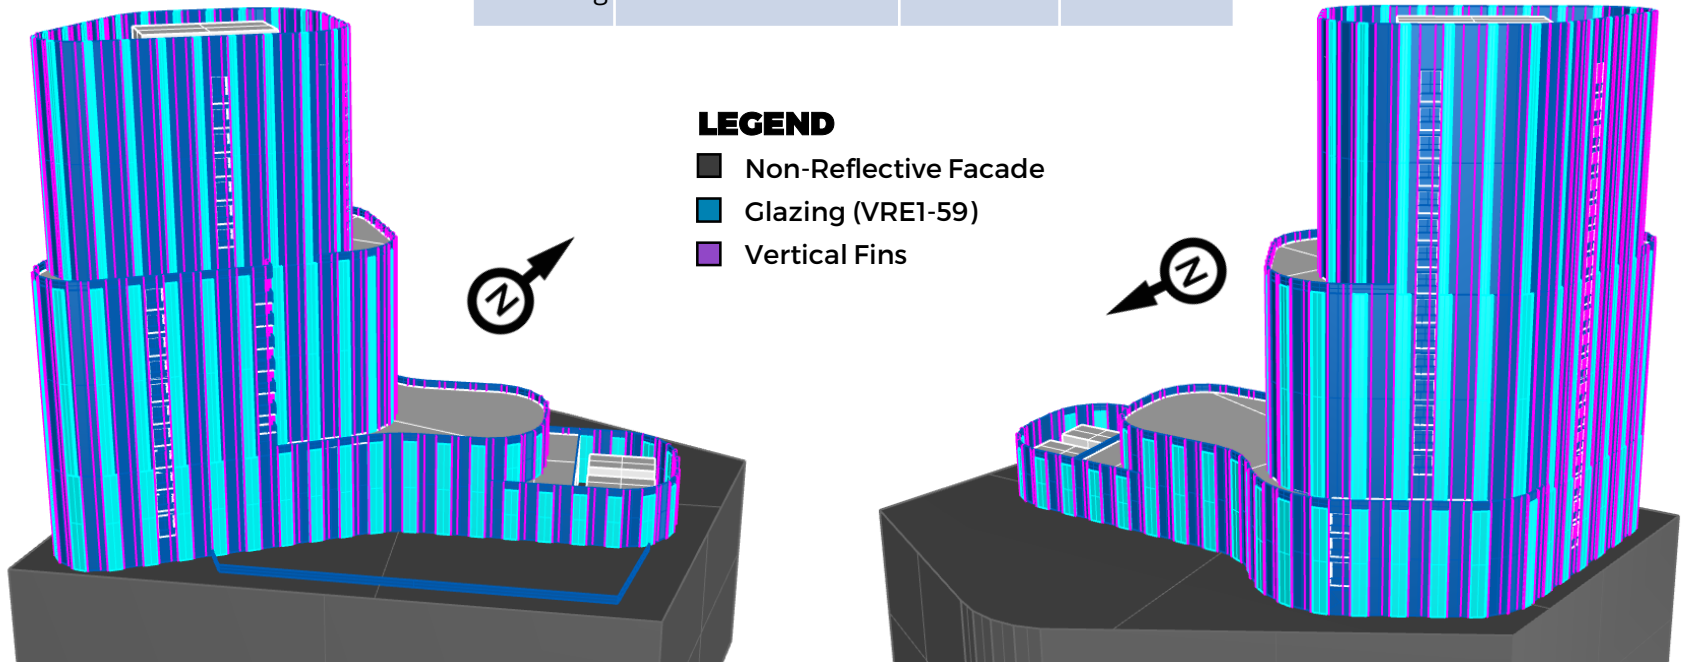 LEGEND
Non-Reflective Facade
Glazing (VRE1-59)
Vertical Fins
N
N